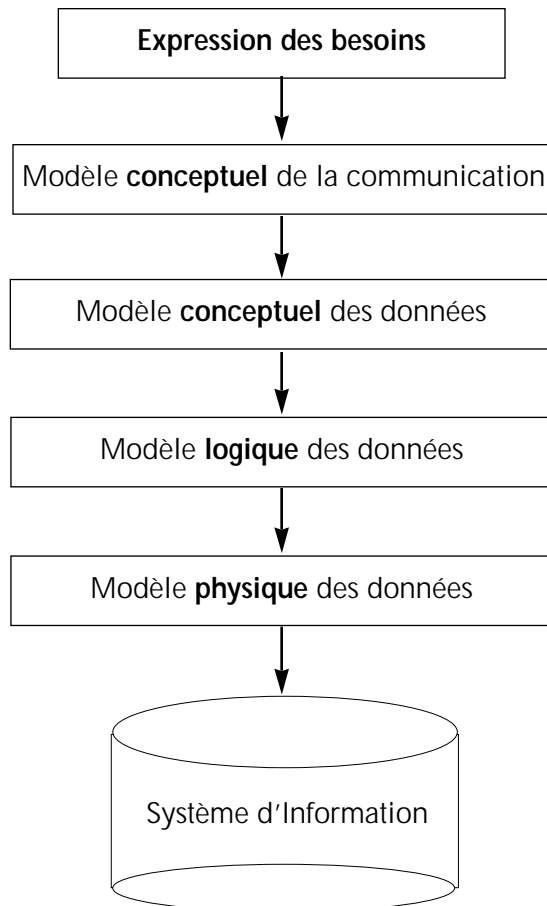 Expression des besoins
Modèle conceptuel de la communication
Modèle conceptuel des données
Modèle logique des données
Modèle physique des données
Système d'Information